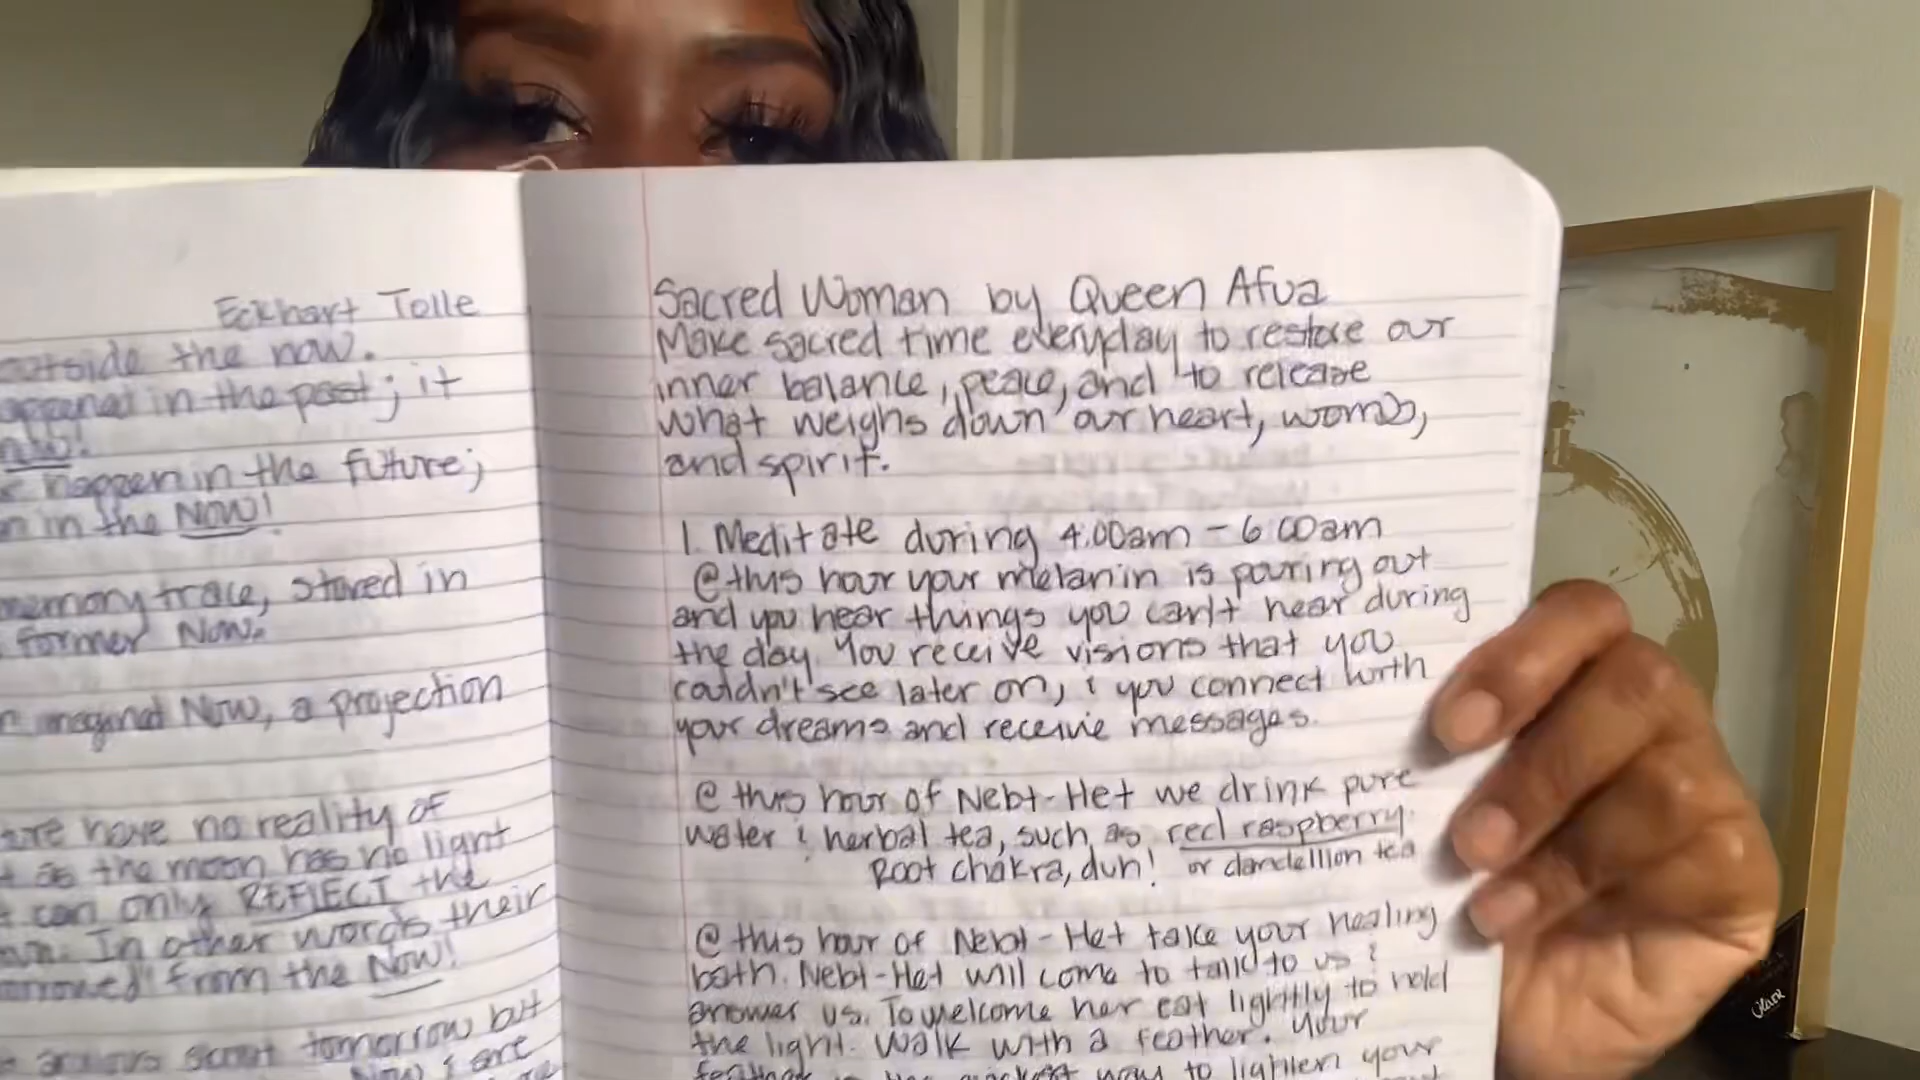 Eckhart Tolle
outside the now.
happened in the past; it
now!
happen in the future;
in the NOW!
memory trace, stored in
former Now.
imagined Now, a projection
have no reality of
as the moon has no light
can only REFLECT the
In other words their
from the Now!
tomorrow but
Now & are
Sacred Woman by Queen Afua
Make sacred time everyday to restore our
inner balance, peace, and to release
what weighs down our heart, womb,
and spirit.
1. Meditate during 4:00am - 6:00am
@ this hour your melanin is pouring out
and you hear things you can't hear during
the day. You receive visions that you
couldn't see later on, & you connect with
your dreams and receive messages.
@ this hour of Nebt-Het we drink pure
water & herbal tea, such as red raspberry
Root chakra, duh! or dandellion tea
@ this hour of Nebt-Het take your healing
bath. Nebt-Het will come to talk to us &
answer us. To welcome her eat lightly to hold
the light. Walk with a feather. Your
way to lighten your